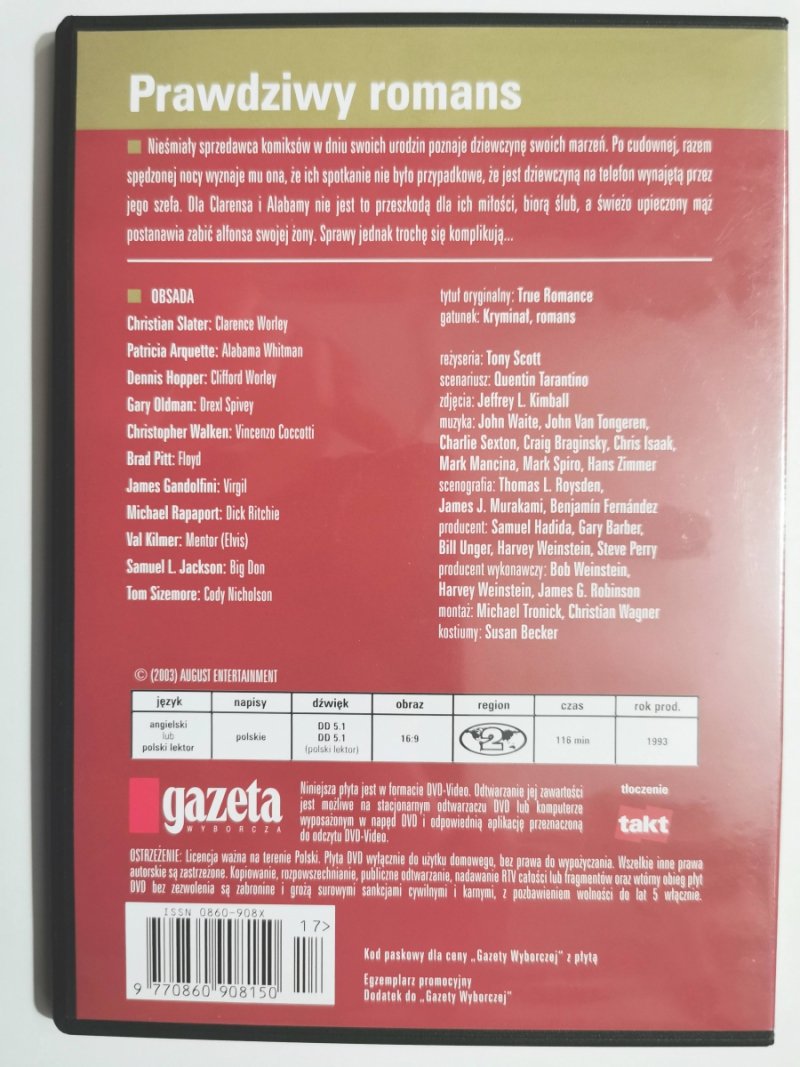 Prawdziwy romans
Nieśmiały sprzedawca komiksów w dniu swoich urodzin poznaje dziewczynę swoich marzeń. Po cudownej, razem
spędzonej nocy wyznaje mu ona, że ich spotkanie nie było przypadkowe, że jest dziewczyną na telefon wynajętą przez
jego szefa. Dla Clarensa i Alabamy nie jest to przeszkodą dla ich miłości, biorą ślub, a świeżo upieczony mąż
postanawia zabić alfonsa swojej żony. Sprawy jednak trochę się komplikują...
OBSADA
Christian Slater: Clarence Worley
Patricia Arquette: Alabama Whitman
Dennis Hopper: Clifford Worley
Gary Oldman: Drexl Spivey
Christopher Walken: Vincenzo Coccotti
Brad Pitt: Floyd
James Gandolfini: Virgil
Michael Rapaport: Dick Ritchie
Val Kilmer: Mentor (Elvis)
Samuel L. Jackson: Big Don
Tom Sizemore: Cody Nicholson
tytuł oryginalny: True Romance
gatunek: Kryminał, romans
reżyseria: Tony Scott
scenariusz: Quentin Tarantino
zdjęcia: Jeffrey L. Kimball
muzyka: John Waite, John Van Tongeren,
Charlie Sexton, Craig Braginsky, Chris Isaak,
Mark Mancina, Mark Spiro, Hans Zimmer
scenografia: Thomas L. Roysden,
James J. Murakami, Benjamín Fernández
producent: Samuel Hadida, Gary Barber,
Bill Unger, Harvey Weinstein, Steve Perry
producent wykonawczy: Bob Weinstein,
Harvey Weinstein, James G. Robinson
montaż: Michael Tronick, Christian Wagner
kostiumy: Susan Becker
© (2003) AUGUST ENTERTAINMENT
język napisy dźwięk obraz region czas rok prod.
angielski
lub
polski lektor
polskie
DD 5.1
DD 5.1
(polski lektor)
16:9
2
116 min
1993
gazeta
WYBORCZA
Niniejsza płyta jest w formacie DVD-Video. Odtwarzanie jej zawartości
jest możliwe na stacjonarnym odtwarzaczu DVD lub komputerze
wyposażonym w napęd DVD i odpowiednią aplikację przeznaczoną
do odczytu DVD-Video.
tłoczenie
takt
OSTRZEŻENIE: Licencja ważna na terenie Polski. Płyta DVD wyłącznie do użytku domowego, bez prawa do wypożyczania. Wszelkie inne prawa
autorskie są zastrzeżone. Kopiowanie, rozpowszechnianie, publiczne odtwarzanie, nadawanie RTV całości lub fragmentów oraz wtórny obieg płyt
DVD bez zezwolenia są zabronione i grożą surowymi sankcjami cywilnymi i karnymi, z pozbawieniem wolności do lat 5 włącznie.
ISSN 0860-908X
17>
9 770860 908150
Kod paskowy dla ceny „Gazety Wyborczej” z płytą
Egzemplarz promocyjny
Dodatek do „Gazety Wyborczej”